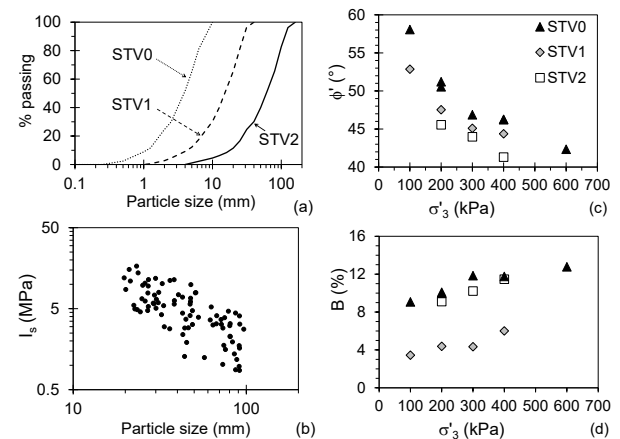 100
80
60
40
20
0
% passing
STV0
STV1
STV2
0.1 1 10 100
Particle size (mm)
(a)
60
55
50
45
40
ϕ' (°)
STV0
STV1
STV2
0 100 200 300 400 500 600 700
σ'3 (kPa)
(c)
50
5
0.5
Is (MPa)
10 100
Particle size (mm)
(b)
16
12
8
4
0
B (%)
0 100 200 300 400 500 600 700
σ'3 (kPa)
(d)